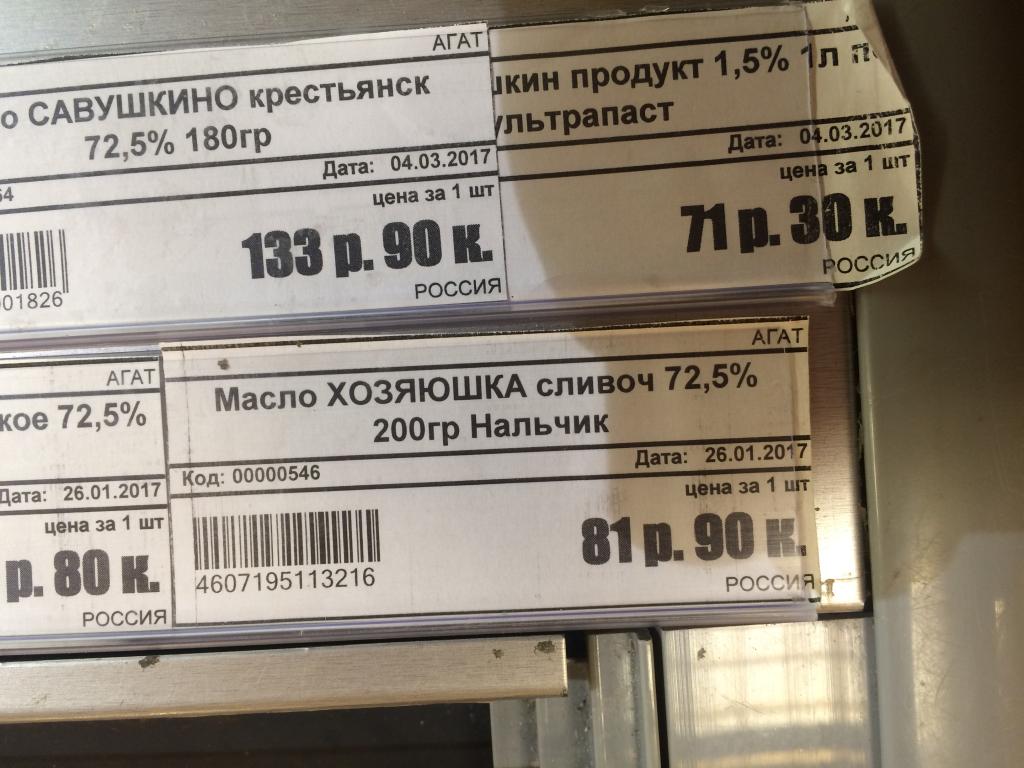 АГАТ
о САВУШКИНО крестьянск
72,5% 180гр
Дата: 04.03.2017
64
цена за 1 шт
133 р. 90 к.
001826
РОССИЯ
шкин продукт 1,5% 1л
ультрапаст
Дата: 04.03.2017
цена за 1 шт
71 р. 30 к.
РОССИЯ
АГАТ
кое 72,5%
Дата: 26.01.2017
цена за 1 шт
р. 80 к.
РОССИЯ
АГАТ
Масло ХОЗЯЮШКА сливоч 72,5%
200гр Нальчик
Код: 00000546
Дата: 26.01.2017
цена за 1 шт
81 р. 90 к.
4607195113216
РОССИЯ